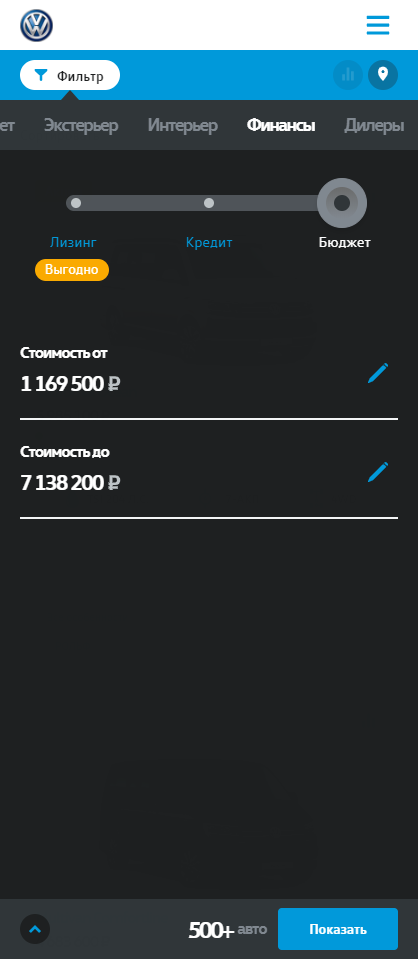 Фильтр
ет Экстерьер Интерьер Финансы Дилеры
Лизинг Кредит Бюджет
Выгодно
Стоимость от
1 169 500 ₽
Стоимость до
7 138 200 ₽
500+ авто Показать